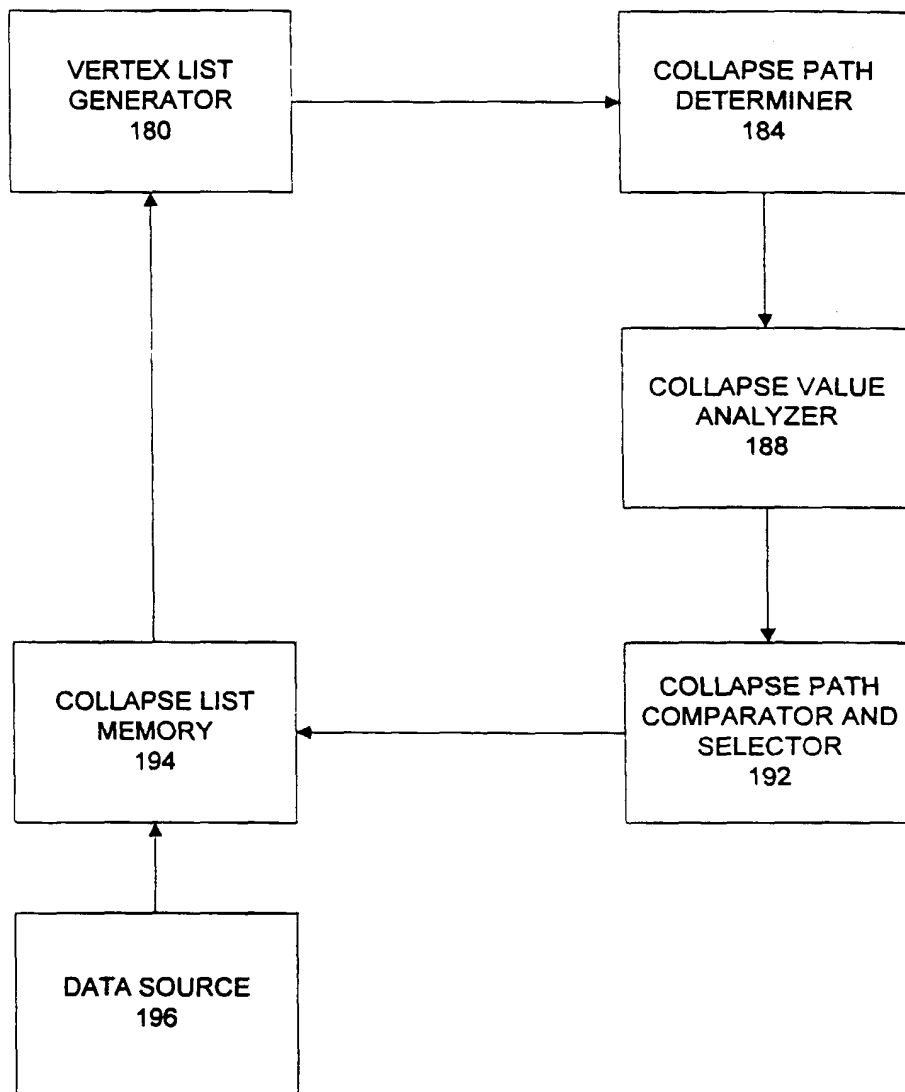 VERTEX LIST
GENERATOR
180
COLLAPSE PATH
DETERMINER
184
COLLAPSE VALUE
ANALYZER
188
COLLAPSE LIST
MEMORY
194
COLLAPSE PATH
COMPARATOR AND
SELECTOR
192
DATA SOURCE
196